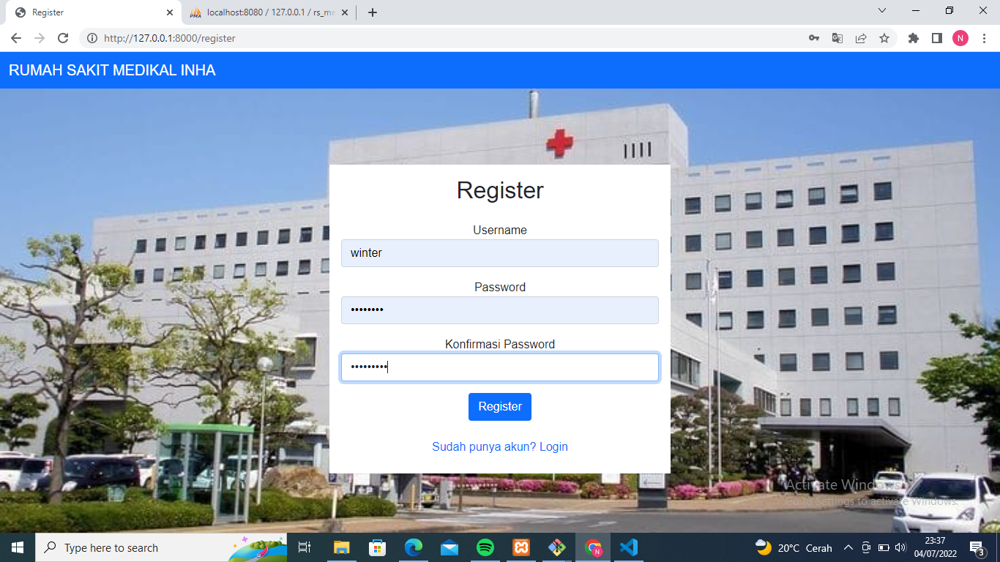 Register
localhost:8080 / 127.0.0.1 / rs_me
http://127.0.0.1:8000/register
N
RUMAH SAKIT MEDIKAL INHA
Register
Username
winter
Password
••••••••
Konfirmasi Password
•••••••••
Register
Sudah punya akun? Login
Activate Windows
Go to Settings to activate Windows.
Type here to search
N
20°C Cerah
23:37
04/07/2022
3